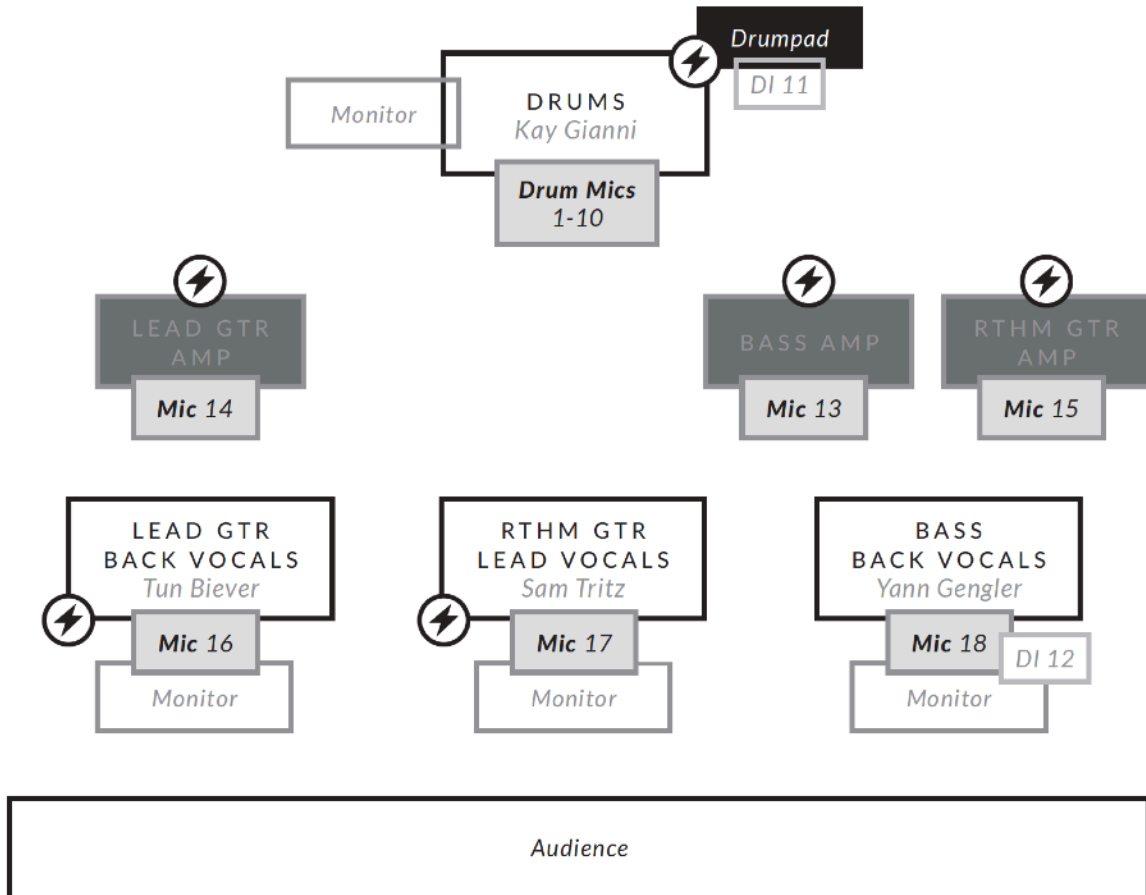 Drumpad
DI 11
Monitor
DRUMS
Kay Gianni
Drum Mics
1-10
LEAD GTR
AMP
Mic 14
BASS AMP
Mic 13
RTHM GTR
AMP
Mic 15
LEAD GTR
BACK VOCALS
Tun Biever
Mic 16
Monitor
RTHM GTR
LEAD VOCALS
Sam Tritz
Mic 17
Monitor
BASS
BACK VOCALS
Yann Gengler
Mic 18
DI 12
Monitor
Audience